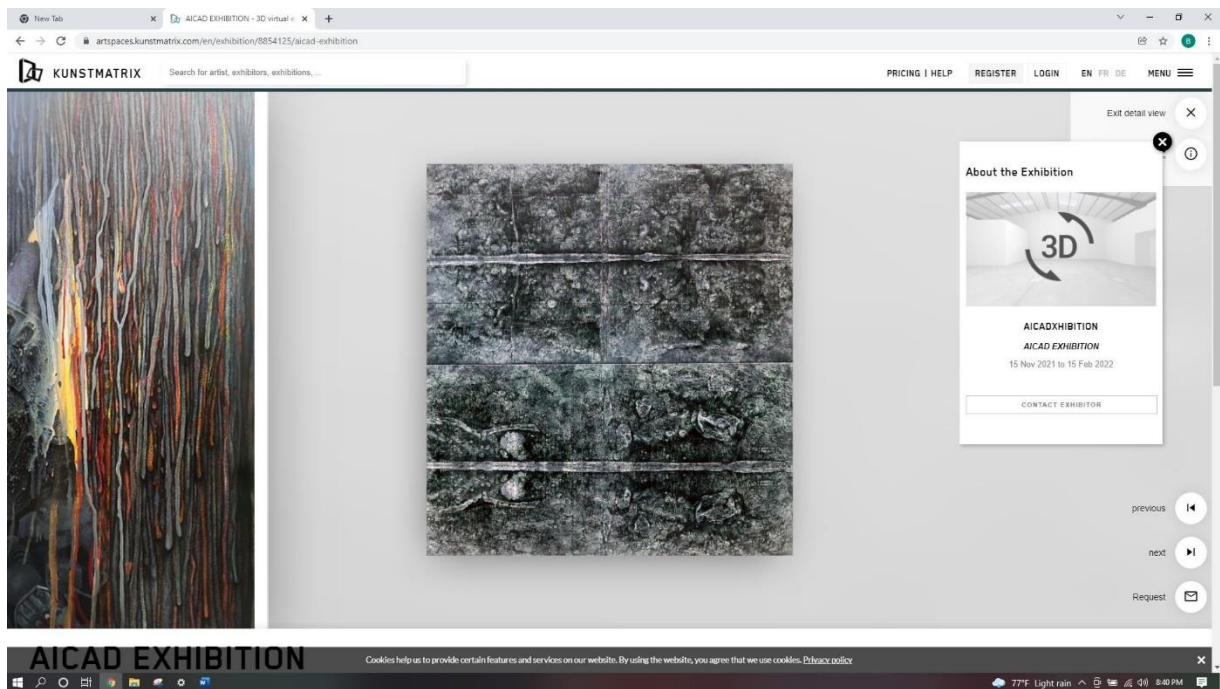 New Tab
AICAD EXHIBITION - 3D virtual e
artspaces.kunstmatrix.com/en/exhibition/8854125/aicad-exhibition
B
KUNSTMATRIX
Search for artist, exhibitors, exhibitions, ...
PRICING | HELP
REGISTER
LOGIN
EN FR DE
MENU
Exit detail view
About the Exhibition
3D
AICADXHIBITION
AICAD EXHIBITION
15 Nov 2021 to 15 Feb 2022
CONTACT EXHIBITOR
previous
next
Request
AICAD EXHIBITION
Cookies help us to provide certain features and services on our website. By using the website, you agree that we use cookies. Privacy policy
77°F Light rain
8:40 PM